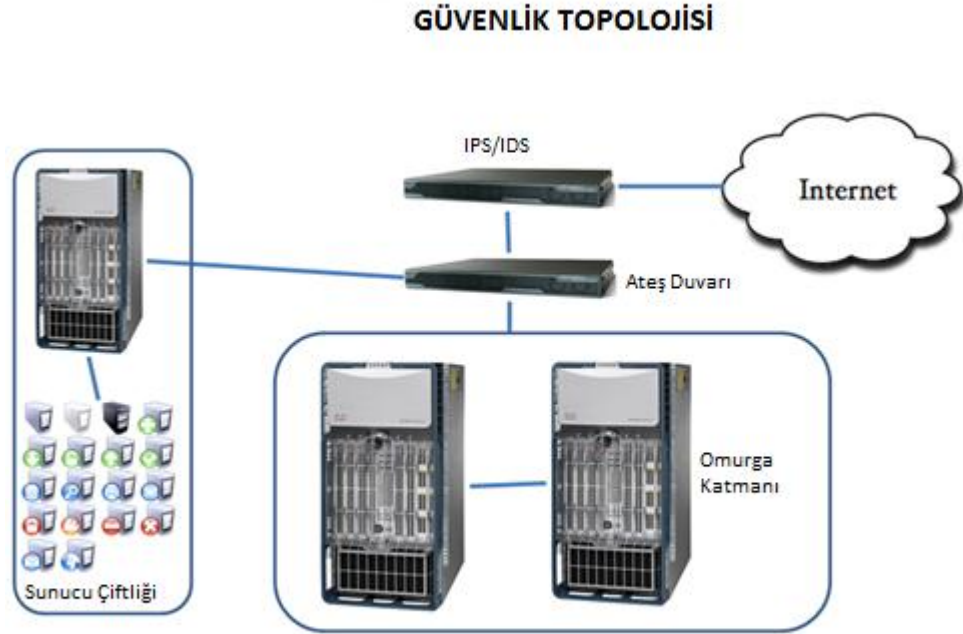 GÜVENLİK TOPOLOJİSİ
IPS/IDS
Internet
Ateş Duvarı
Omurga
Katmanı
Sunucu Çiftliği